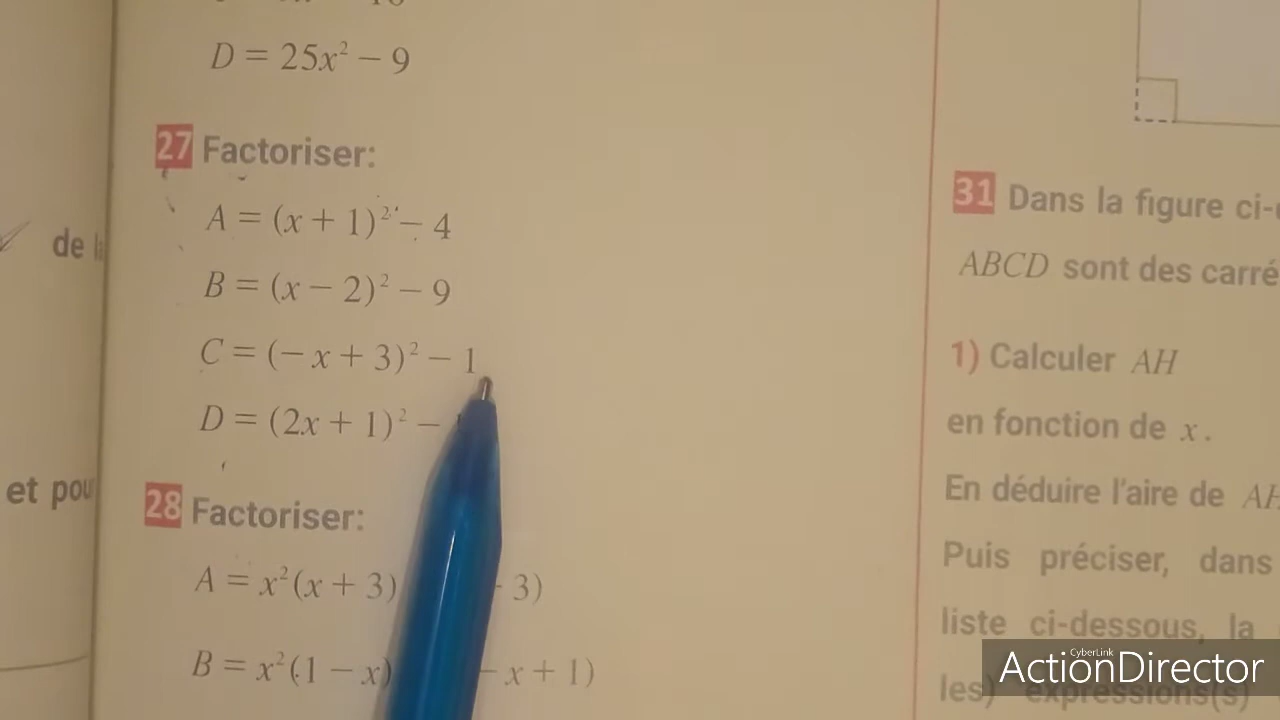 D = 25x² − 9
27 Factoriser:
A = (x + 1)² − 4
B = (x − 2)² − 9
C = (− x + 3)² − 1
D = (2x + 1)² −
28 Factoriser:
A = x²(x + 3) 3)
B = x²(1 − x) − x + 1)
de
et pou
31 Dans la figure ci-
ABCD sont des carré
1) Calculer AH
en fonction de x.
En déduire l'aire de
Puis préciser, dans
liste ci-dessous, la
les) expressions(s)
CyberLink
ActionDirector